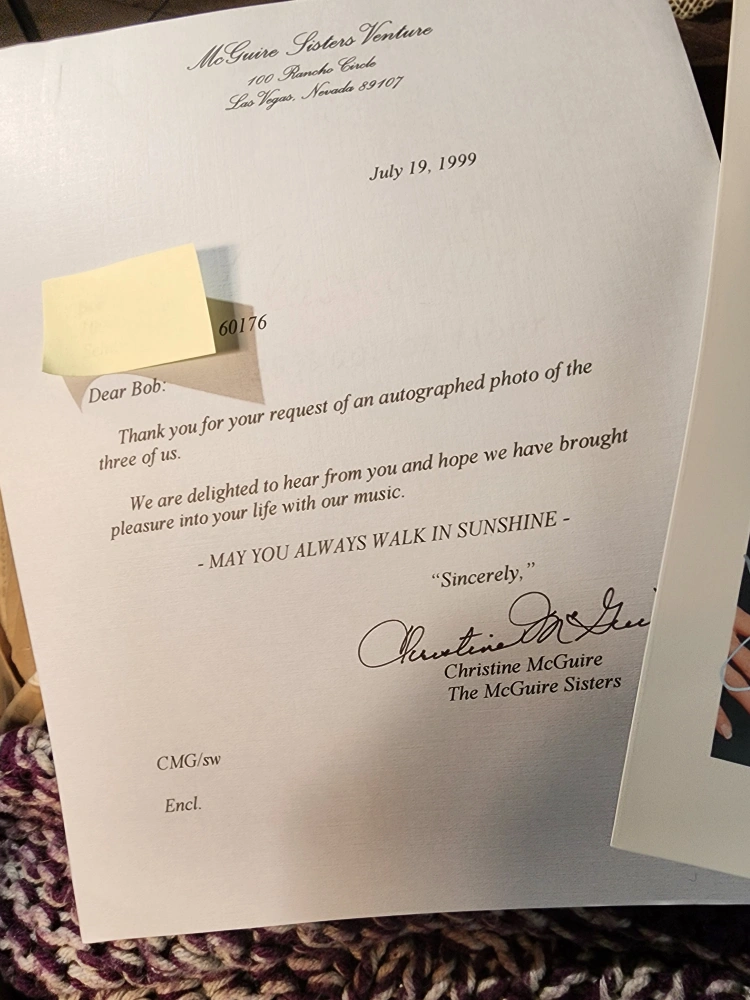 McGuire Sisters Venture
100 Rancho Circle
Las Vegas, Nevada 89107
July 19, 1999
60176
Dear Bob:
Thank you for your request of an autographed photo of the
three of us.
We are delighted to hear from you and hope we have brought
pleasure into your life with our music.
- MAY YOU ALWAYS WALK IN SUNSHINE -
“Sincerely,”
Christine McGui
Christine McGuire
The McGuire Sisters
CMG/sw
Encl.